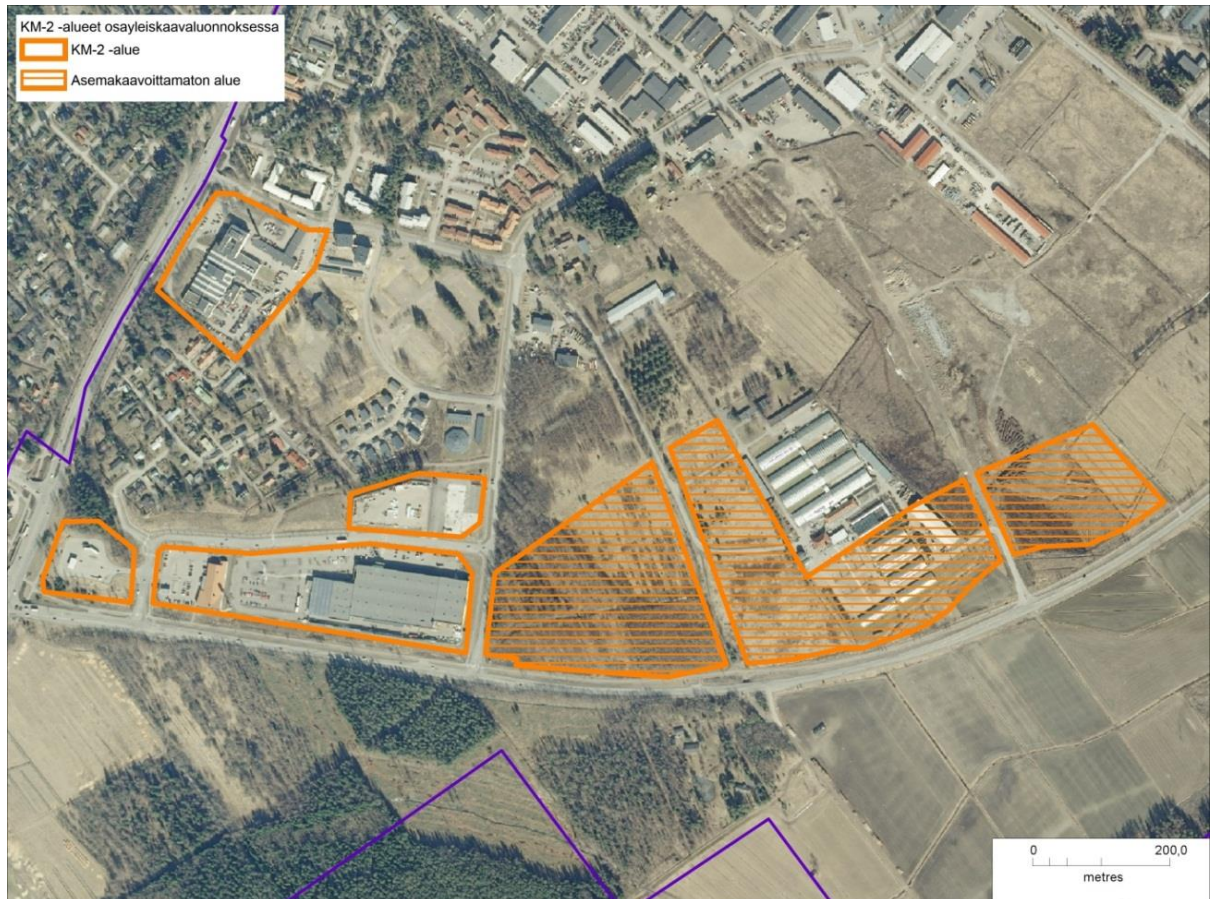 KM-2 -alueet osayleiskaavaluonnoksessa
KM-2 -alue
Asemakaavoittamaton alue
0 200,0
metres